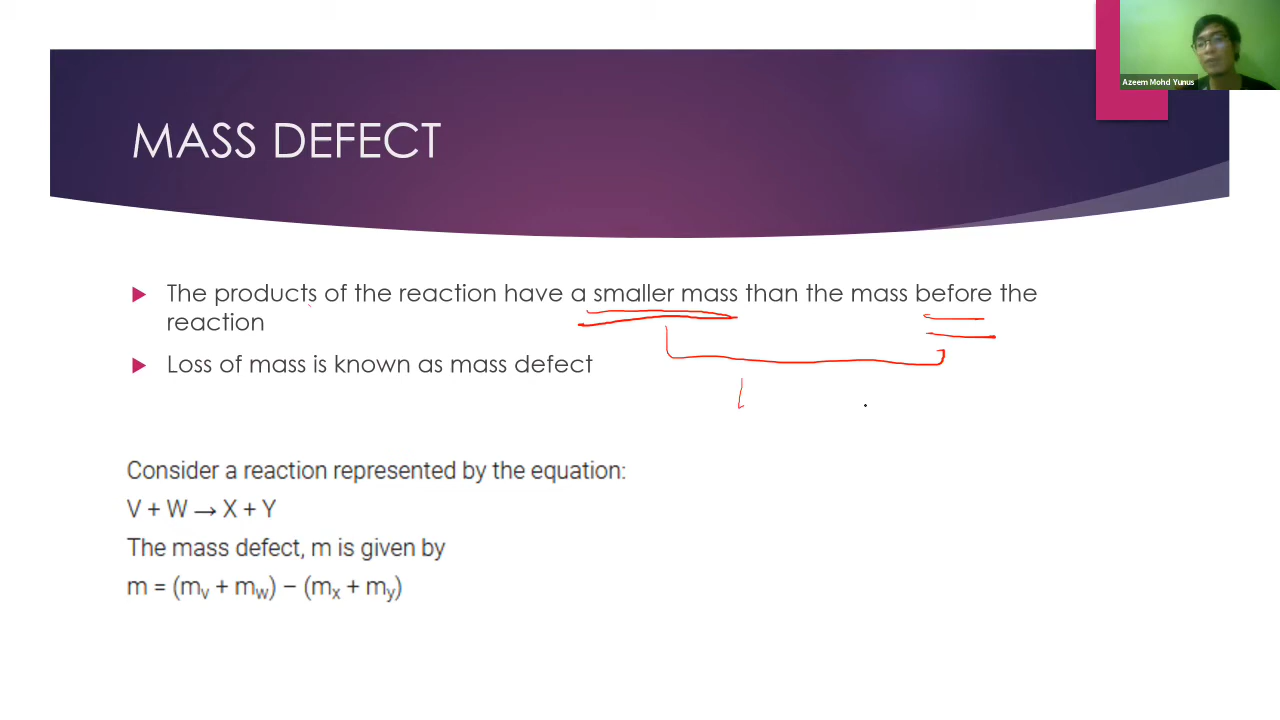 Azeem Mohd Yunus
MASS DEFECT
The products of the reaction have a smaller mass than the mass before the
reaction
Loss of mass is known as mass defect
Consider a reaction represented by the equation:
V + W → X + Y
The mass defect, m is given by
m = (mᵥ + m_w) − (mₓ + m_y)